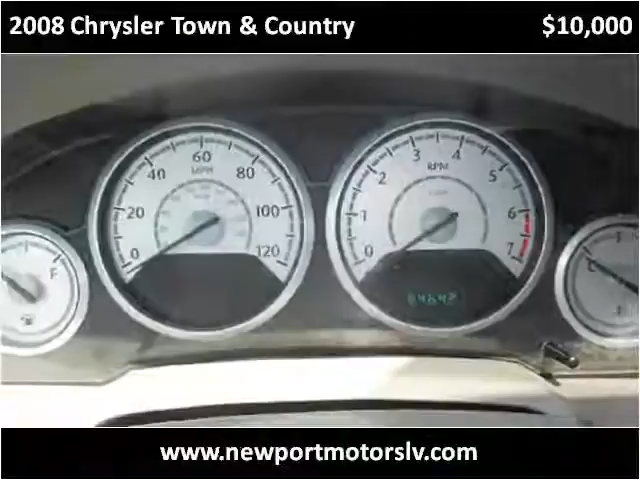 2008 Chrysler Town & Country $10,000
0 20 40 60 80 100 120
MPH
0 1 2 3 4 5 6 7
RPM
F
www.newportmotorslv.com